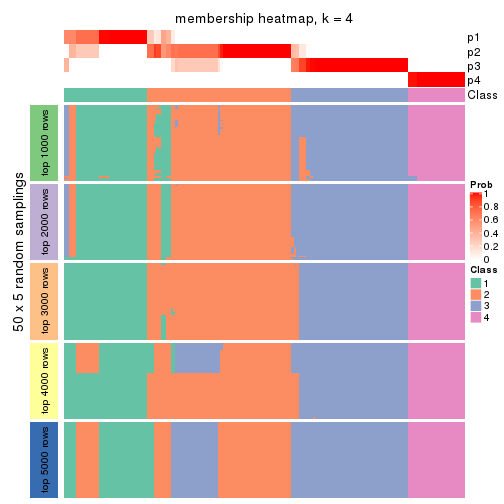 membership heatmap, k = 4
p1
p2
p3
p4
Class
50 x 5 random samplings
top 1000 rows
top 2000 rows
top 3000 rows
top 4000 rows
top 5000 rows
Prob
1
0.8
0.6
0.4
0.2
0
Class
1
2
3
4